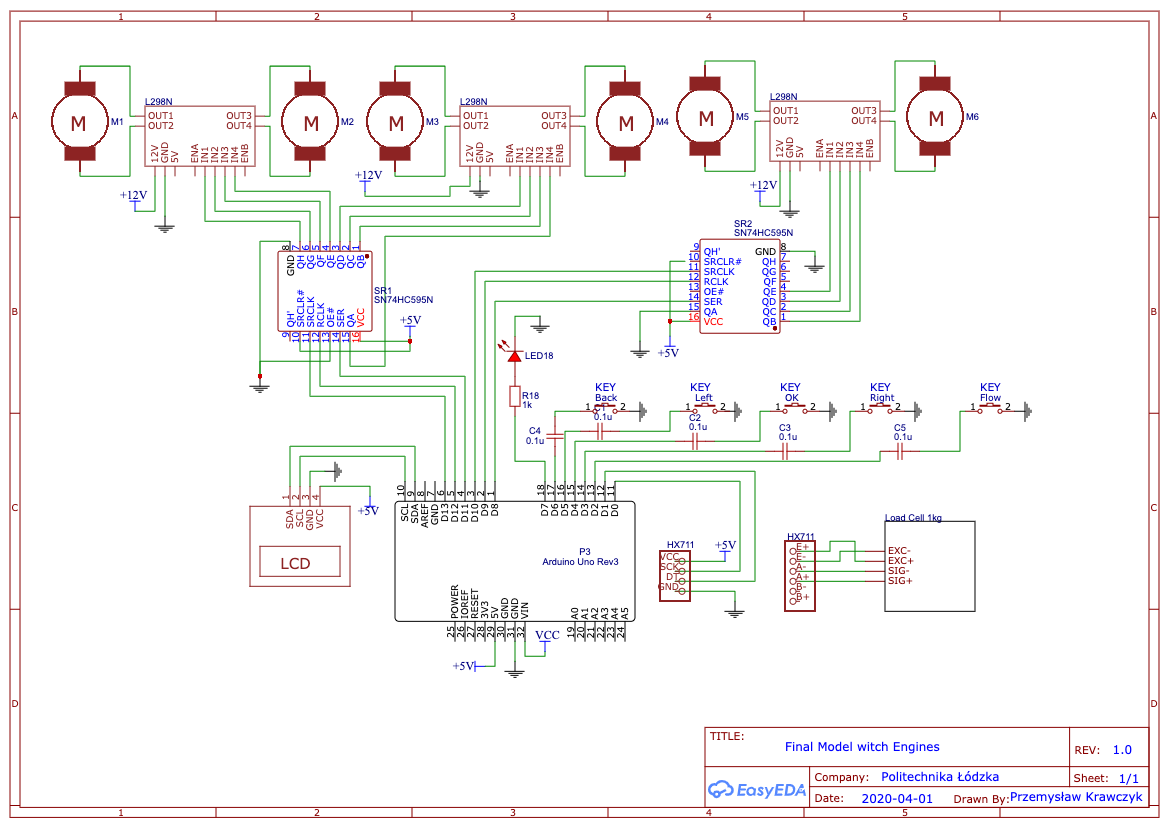 1 2 3 4 5
A
B
C
D
A
B
C
D
1 2 3 4 5
L298N
OUT1
OUT2
OUT3
OUT4
12V GND 5V ENA IN1 IN2 IN3 IN4 ENB
M M1
M M2
L298N
OUT1
OUT2
OUT3
OUT4
12V GND 5V ENA IN1 IN2 IN3 IN4 ENB
M M3
M M4
L298N
OUT1
OUT2
OUT3
OUT4
12V GND 5V ENA IN1 IN2 IN3 IN4 ENB
M M5
M M6
+12V
+12V
+12V
8 7 6 5 4 3 2 1
GND QH QG QF QE QD QC QB
QH' SRCLR# SRCLK RCLK OE# SER QA VCC
9 10 11 12 13 14 15 16
SR1
SN74HC595N
+5V
SR2
SN74HC595N
9 QH' GND 8
10 SRCLR# QH 7
11 SRCLK QG 6
12 RCLK QF 5
13 OE# QE 4
14 SER QD 3
15 QA QC 2
16 VCC QB 1
+5V
LED18
R18
1k
KEY
Back
1 2
KEY
Left
1 2
KEY
OK
1 2
KEY
Right
1 2
KEY
Flow
1 2
C4
0.1u
C1
0.1u
C2
0.1u
C3
0.1u
C5
0.1u
1 2 3 4
SDA SCL GND VCC
LCD
+5V
10 9 8 7 6 5 4 3 2 1
SCL SDA AREF GND D13 D12 D11 D10 D9 D8
18 17 16 15 14 13 12 11
D7 D6 D5 D4 D3 D2 D1 D0
P3
Arduino Uno Rev3
POWER IOREF RESET 3V3 5V GND GND VIN
25 26 27 28 29 30 31 32
A0 A1 A2 A3 A4 A5
19 20 21 22 23 24
+5V
VCC
HX711
VCC
SCK
DT
GND
+5V
HX711
E+
E-
A-
A+
B-
B+
Load Cell 1kg
EXC-
EXC+
SIG-
SIG+
TITLE:
Final Model witch Engines
REV: 1.0
EasyEDA
Company: Politechnika Łódzka
Sheet: 1/1
Date: 2020-04-01
Drawn By: Przemysław Krawczyk